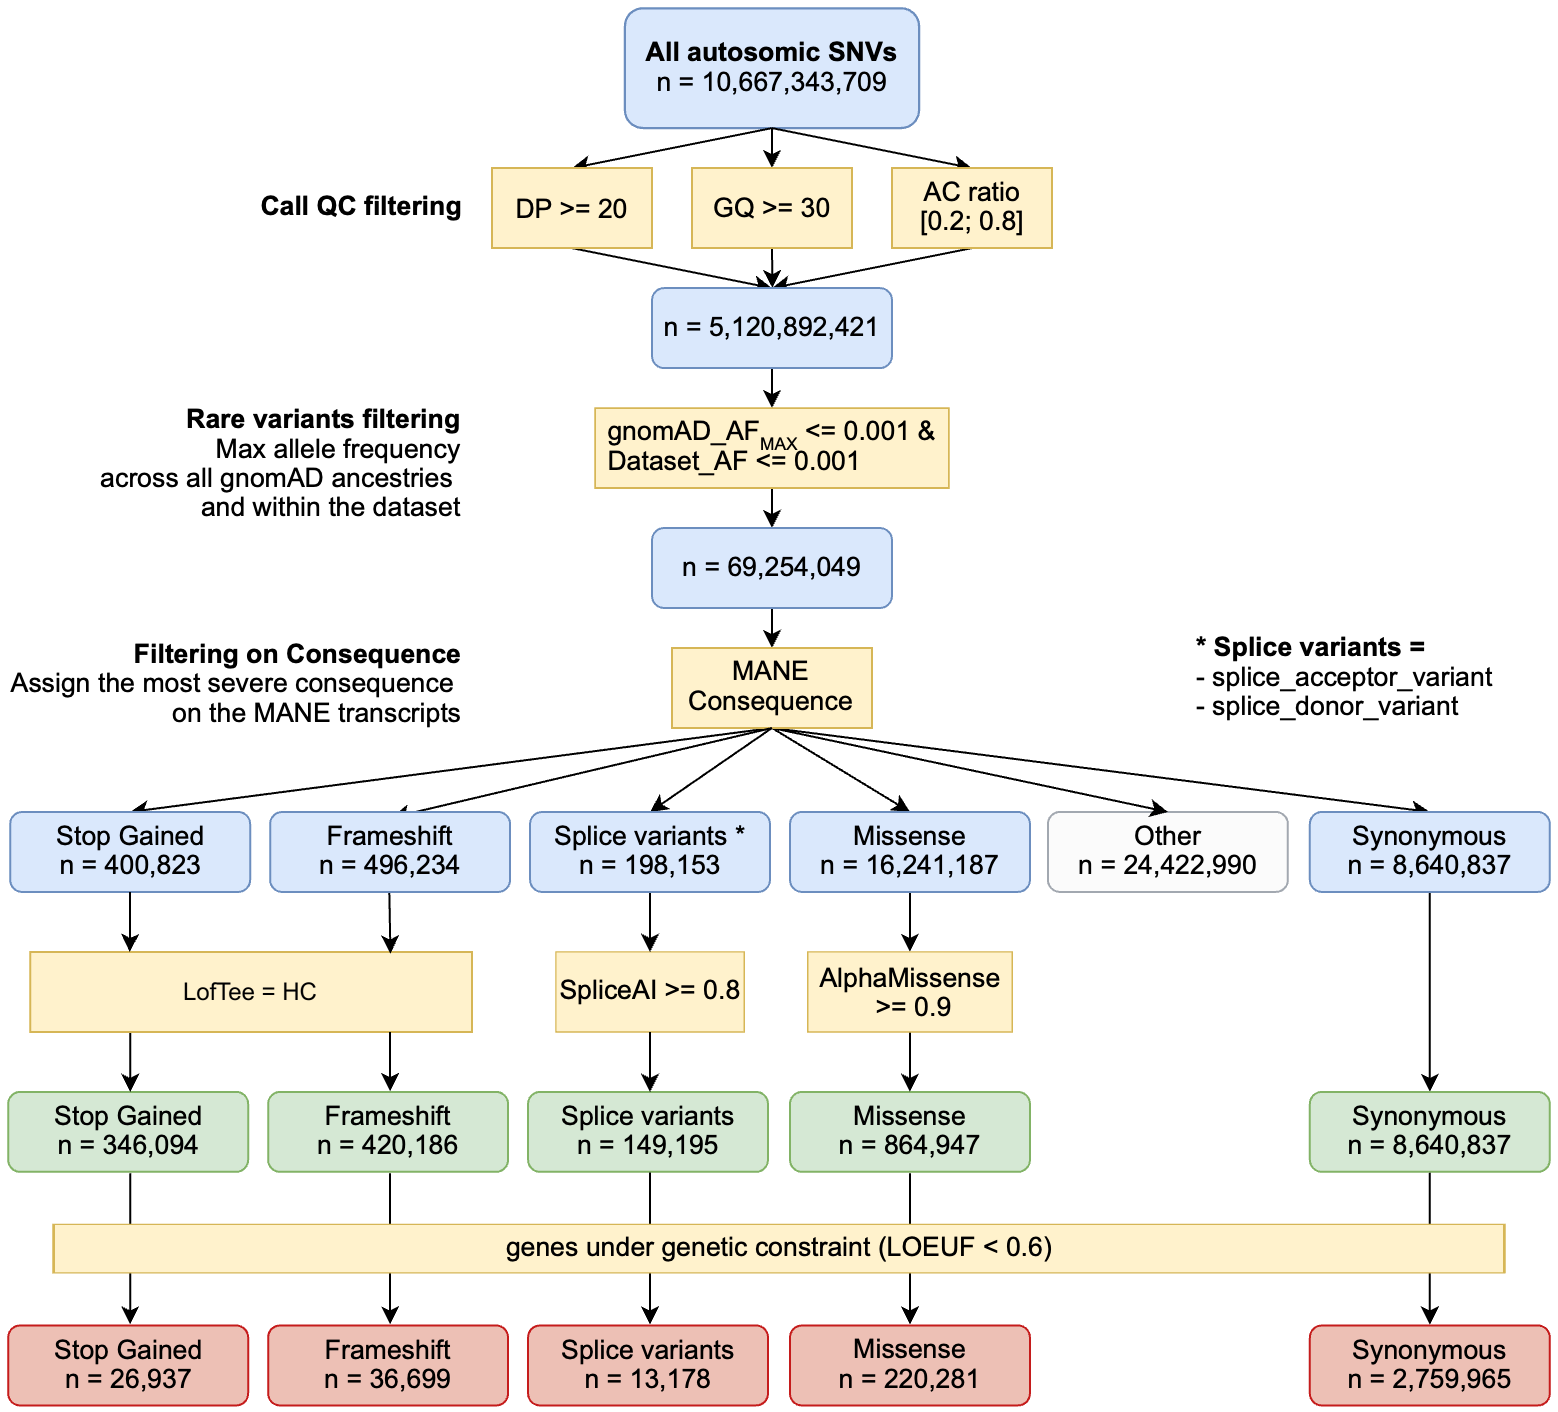 All autosomic SNVs
n = 10,667,343,709
Call QC filtering
DP >= 20
GQ >= 30
AC ratio
[0.2; 0.8]
n = 5,120,892,421
Rare variants filtering
Max allele frequency
across all gnomAD ancestries
and within the dataset
gnomAD_AFMAX <= 0.001 &
Dataset_AF <= 0.001
n = 69,254,049
Filtering on Consequence
Assign the most severe consequence
on the MANE transcripts
MANE
Consequence
* Splice variants =
- splice_acceptor_variant
- splice_donor_variant
Stop Gained
n = 400,823
Frameshift
n = 496,234
Splice variants *
n = 198,153
Missense
n = 16,241,187
Other
n = 24,422,990
Synonymous
n = 8,640,837
LofTee = HC
SpliceAI >= 0.8
AlphaMissense
>= 0.9
Stop Gained
n = 346,094
Frameshift
n = 420,186
Splice variants
n = 149,195
Missense
n = 864,947
Synonymous
n = 8,640,837
genes under genetic constraint (LOEUF < 0.6)
Stop Gained
n = 26,937
Frameshift
n = 36,699
Splice variants
n = 13,178
Missense
n = 220,281
Synonymous
n = 2,759,965